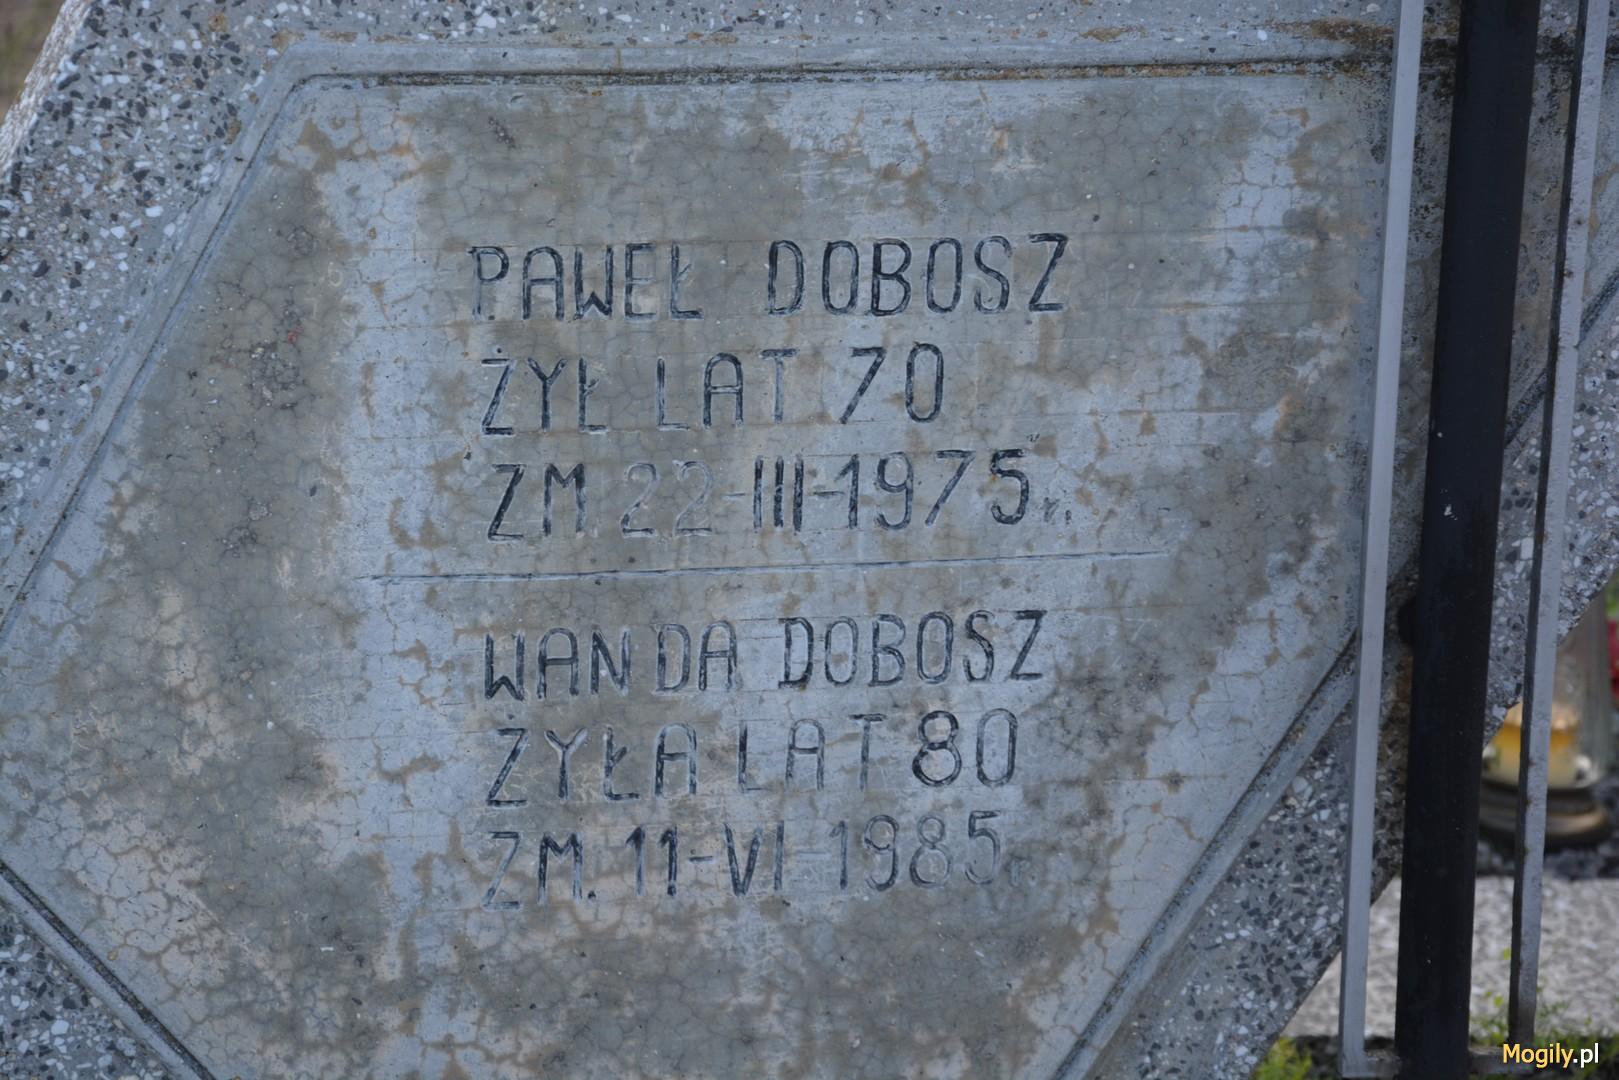 PAWEŁ DOBOSZ
ŻYŁ LAT 70
ZM 22-III-1975 r.
WANDA DOBOSZ
ŻYŁA LAT 80
ZM. 11-VI-1985 r.
Mogily.pl